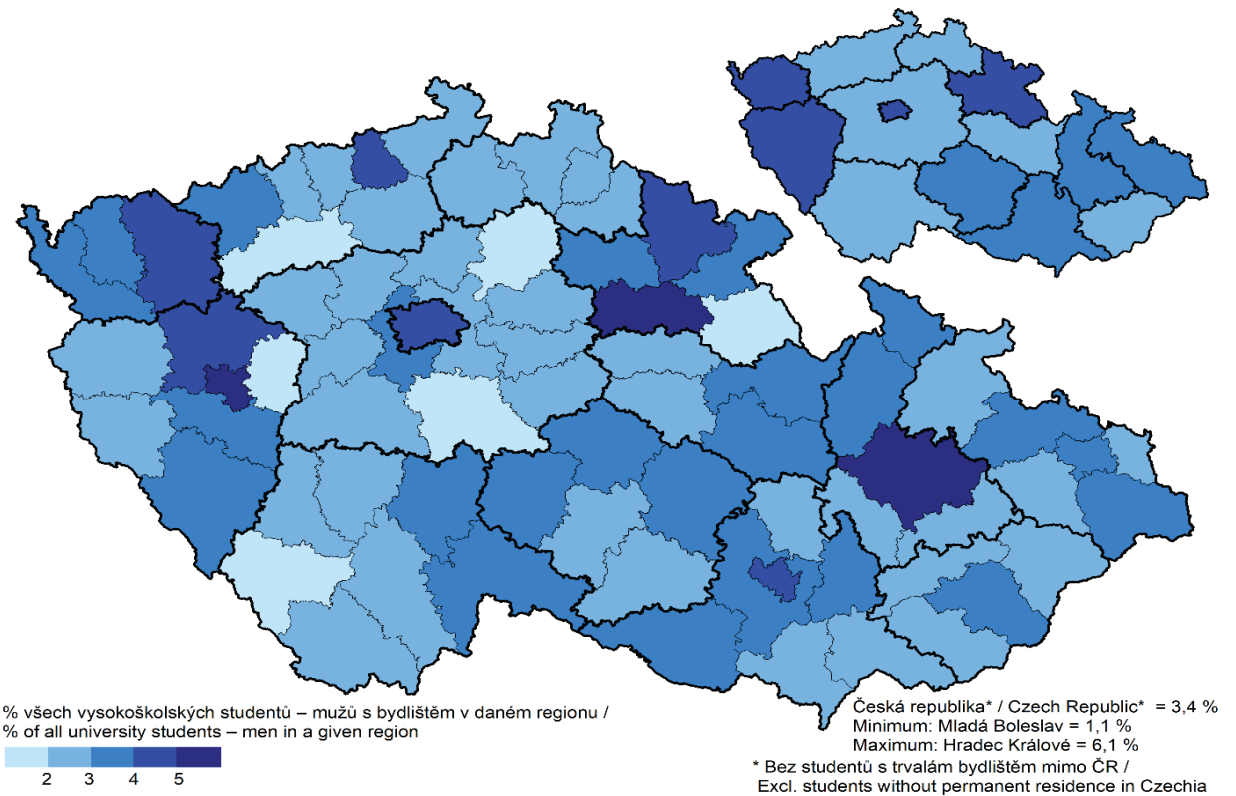 % všech vysokoškolských studentů – mužů s bydlištěm v daném regionu /
% of all university students – men in a given region
2 3 4 5
Česká republika* / Czech Republic* = 3,4 %
Minimum: Mladá Boleslav = 1,1 %
Maximum: Hradec Králové = 6,1 %
* Bez studentů s trvalám bydlištěm mimo ČR /
Excl. students without permanent residence in Czechia